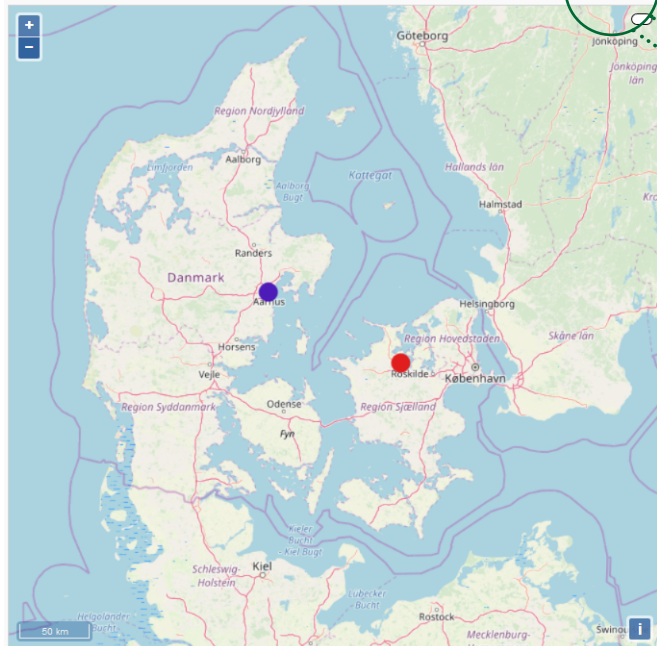 +
−
Göteborg
Jönköping
Jönköpings
län
Region Nordjylland
Aalborg
Limfjorden
Aalborg
Bugt
Kattegat
Hallands län
Halmstad
Randers
Danmark
Aarhus
Helsingborg
Region Hovedstaden
Skåne län
Horsens
Vejle
Roskilde
København
Region Syddanmark
Odense
Region Sjælland
Fyn
Kieler
Bucht
- Kiel Bugt
Schleswig-
Holstein
Kiel
Lübecker
Bucht
Helgoländer
Bucht
Rostock
50 km
Mecklenburg-
i